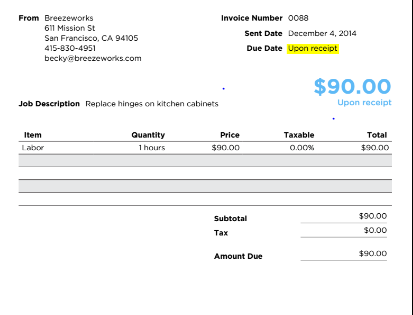 From Breezeworks
611 Mission St
San Francisco, CA 94105
415-830-4951
becky@breezeworks.com
Invoice Number 0088
Sent Date December 4, 2014
Due Date Upon receipt
$90.00
Upon receipt
Job Description Replace hinges on kitchen cabinets
Item Quantity Price Taxable Total
Labor 1 hours $90.00 0.00% $90.00
Subtotal $90.00
Tax $0.00
Amount Due $90.00